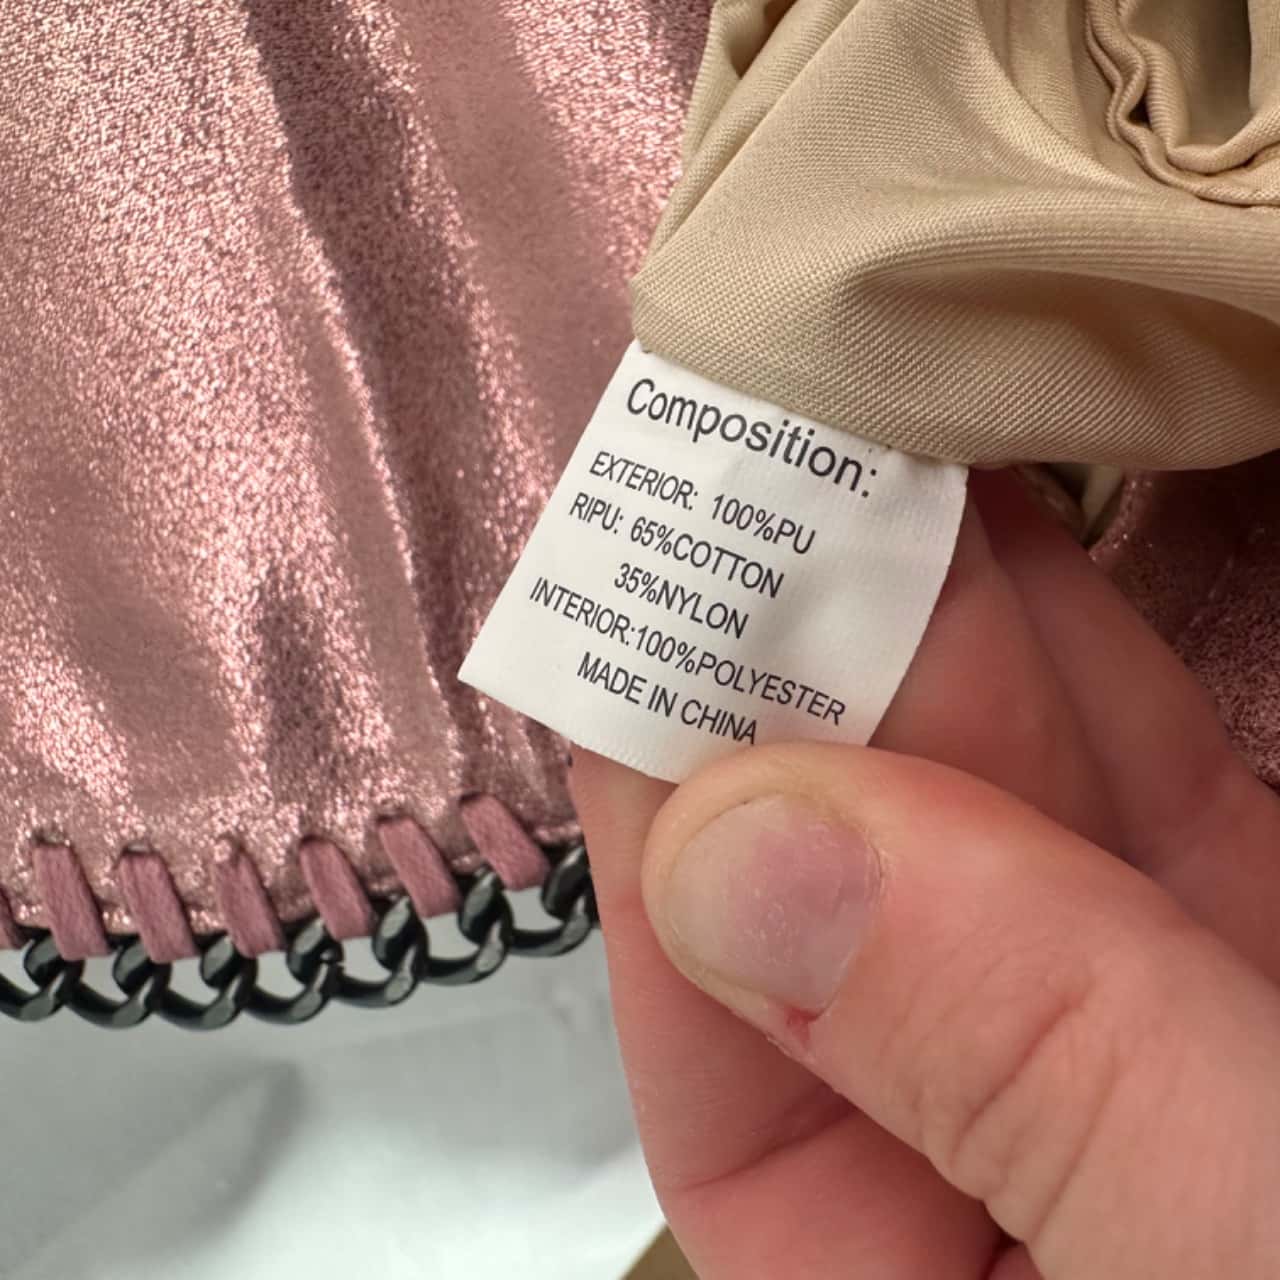 Composition:
EXTERIOR: 100%PU
RIPU: 65%COTTON
35%NYLON
INTERIOR:100%POLYESTER
MADE IN CHINA